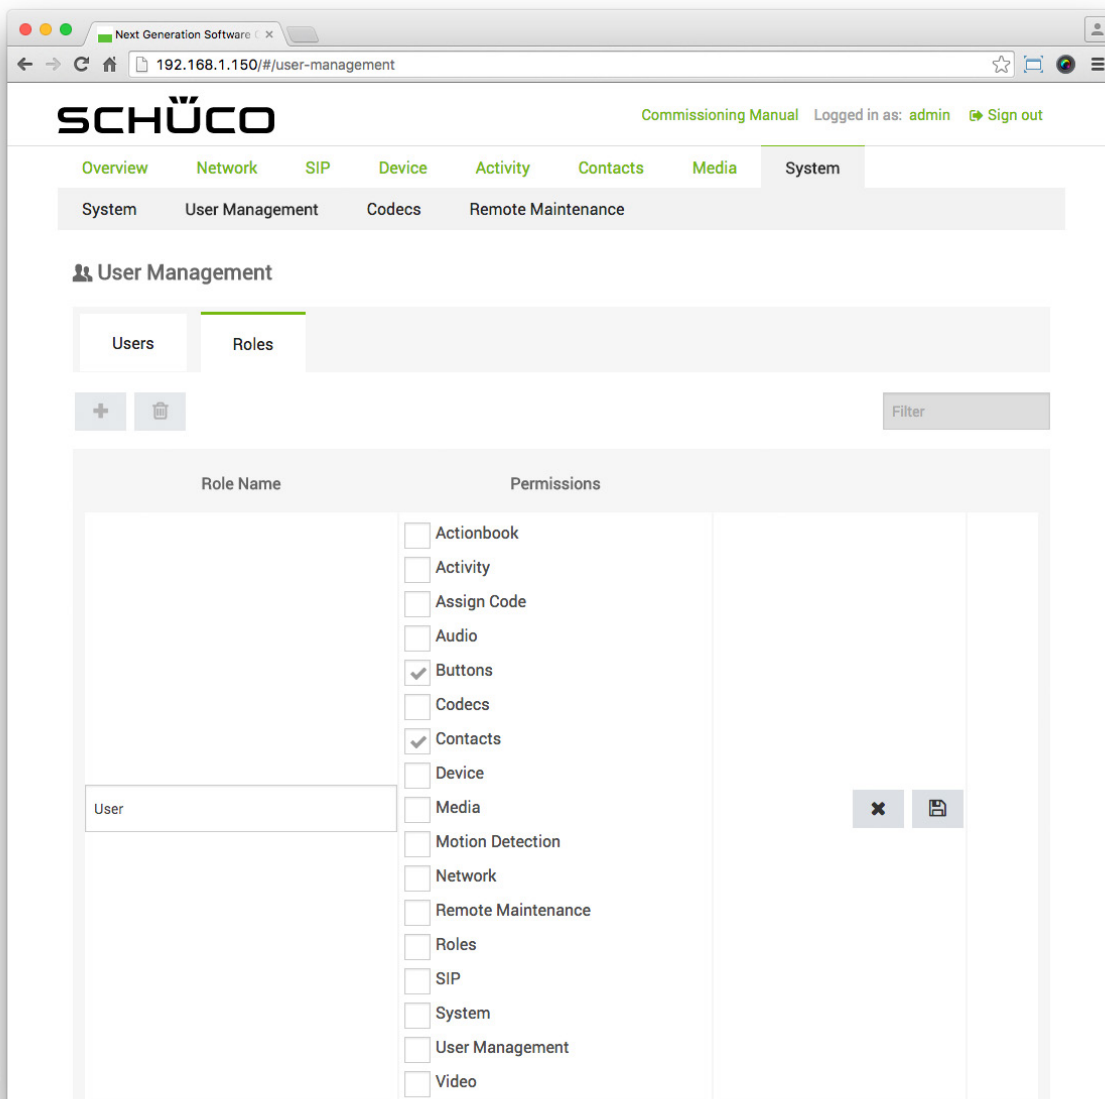 Next Generation Software
192.168.1.150/#/user-management
SCHÜCO
Commissioning Manual Logged in as: admin Sign out
Overview Network SIP Device Activity Contacts Media System
System User Management Codecs Remote Maintenance
User Management
Users Roles
Filter
Role Name Permissions
Actionbook
Activity
Assign Code
Audio
Buttons
Codecs
Contacts
Device
User
Media
Motion Detection
Network
Remote Maintenance
Roles
SIP
System
User Management
Video